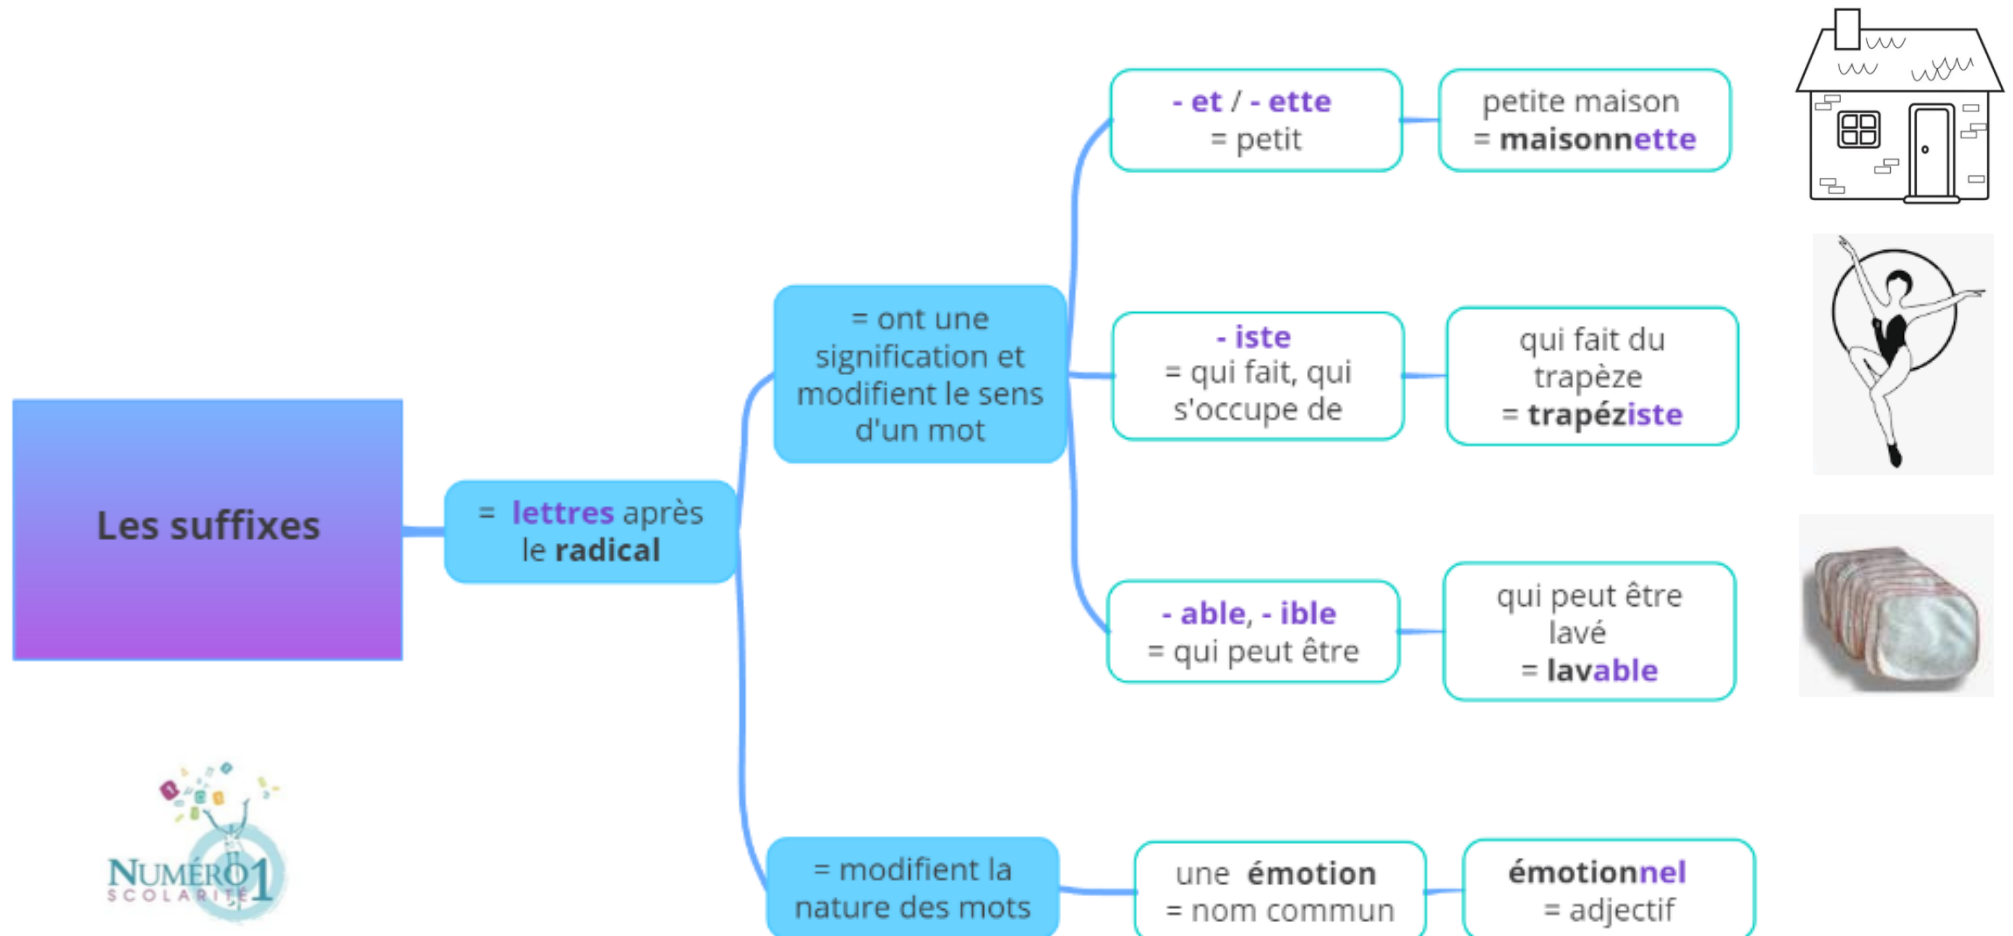 Les suffixes
= lettres après
le radical
= ont une
signification et
modifient le sens
d'un mot
- et / - ette
= petit
petite maison
= maisonnette
- iste
= qui fait, qui
s'occupe de
qui fait du
trapèze
= trapéziste
- able, - ible
= qui peut être
qui peut être
lavé
= lavable
= modifient la
nature des mots
une émotion
= nom commun
émotionnel
= adjectif
NUMÉRO1
SCOLARITÉ